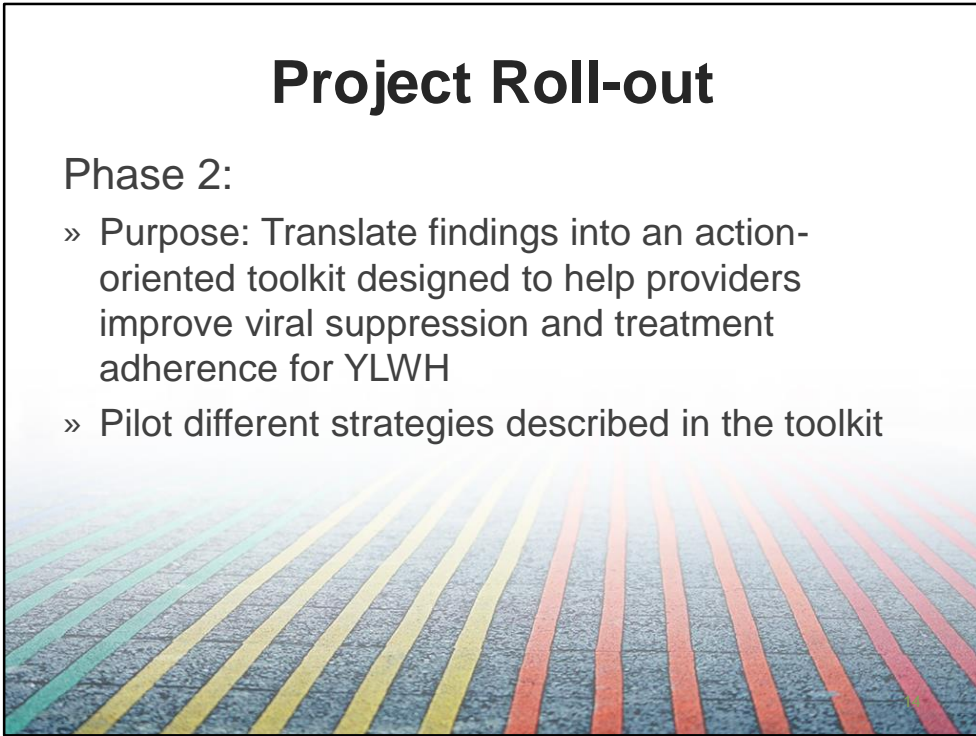 Project Roll-out
Phase 2:
» Purpose: Translate findings into an action-
oriented toolkit designed to help providers
improve viral suppression and treatment
adherence for YLWH
» Pilot different strategies described in the toolkit